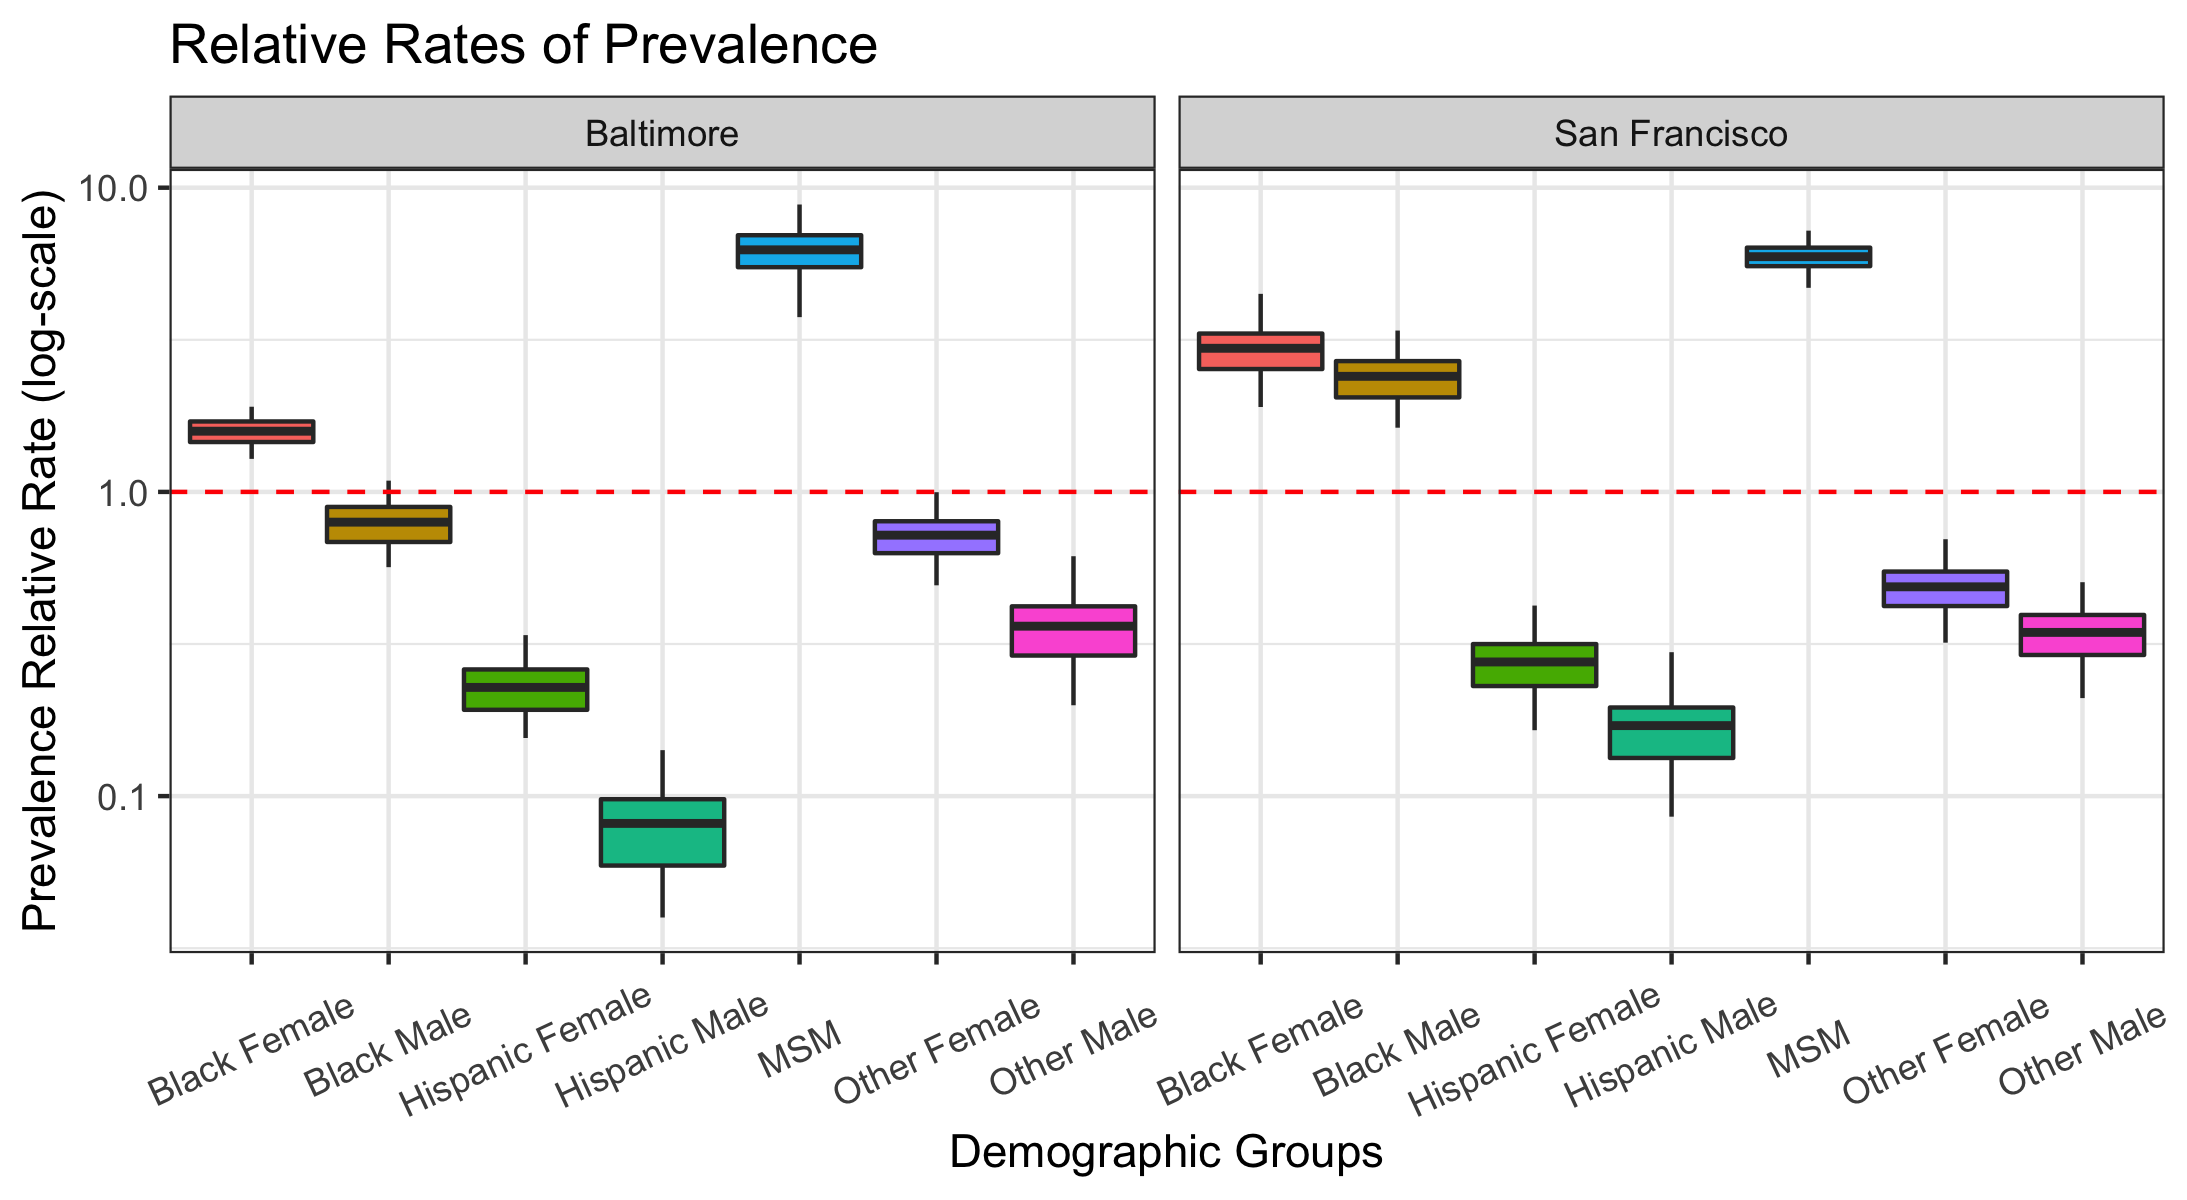 Relative Rates of Prevalence
Baltimore
San Francisco
Prevalence Relative Rate (log-scale)
10.0
1.0
0.1
Black Female
Black Male
Hispanic Female
Hispanic Male
MSM
Other Female
Other Male
Black Female
Black Male
Hispanic Female
Hispanic Male
MSM
Other Female
Other Male
Demographic Groups